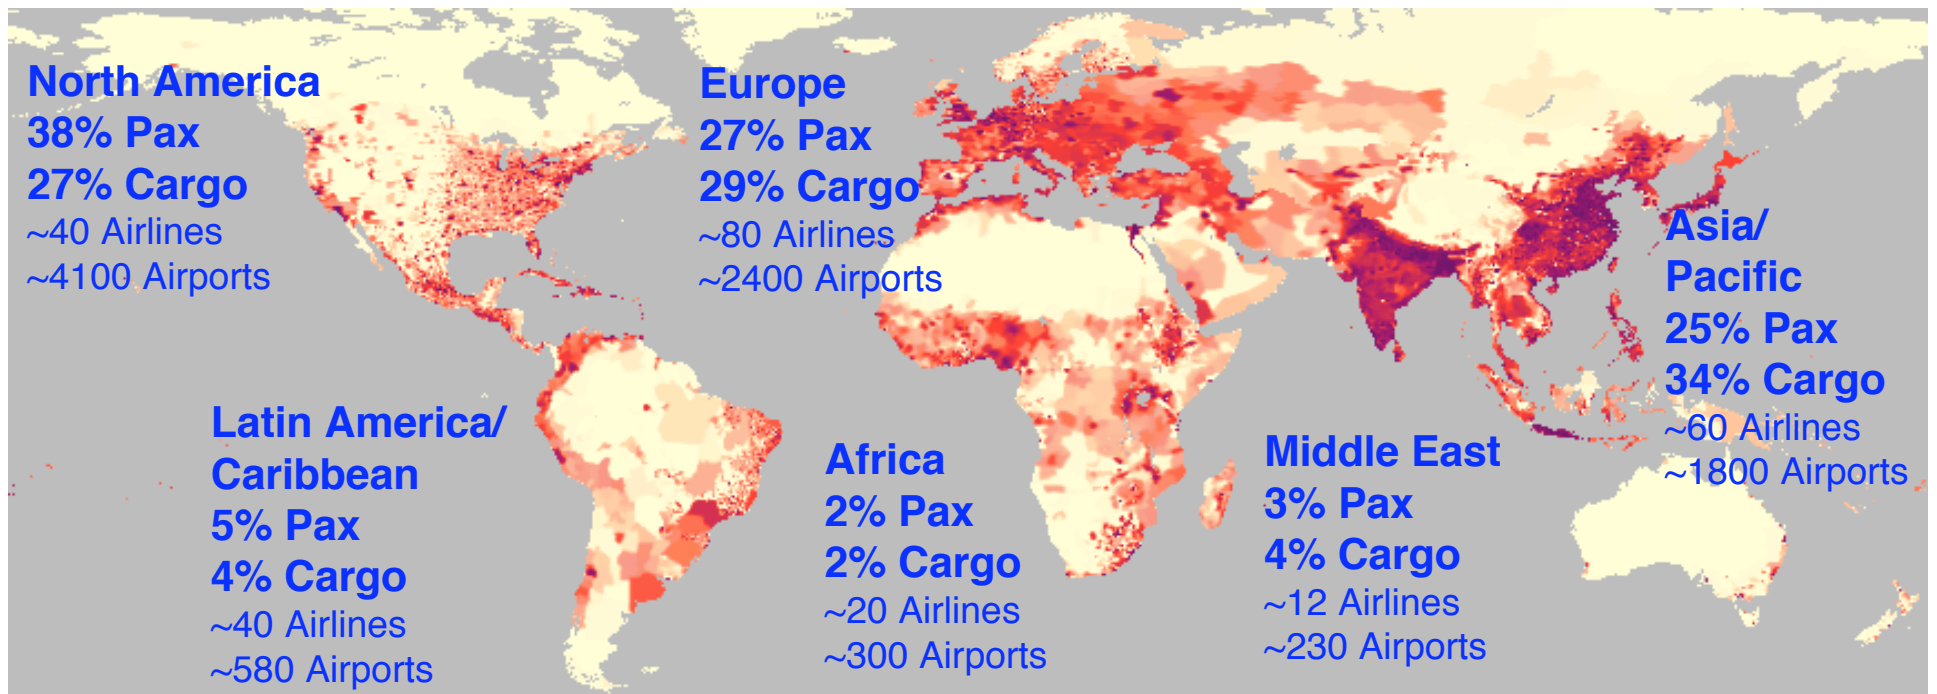 North America
38% Pax
27% Cargo
~40 Airlines
~4100 Airports
Europe
27% Pax
29% Cargo
~80 Airlines
~2400 Airports
Asia/
Pacific
25% Pax
34% Cargo
~60 Airlines
~1800 Airports
Latin America/
Caribbean
5% Pax
4% Cargo
~40 Airlines
~580 Airports
Africa
2% Pax
2% Cargo
~20 Airlines
~300 Airports
Middle East
3% Pax
4% Cargo
~12 Airlines
~230 Airports